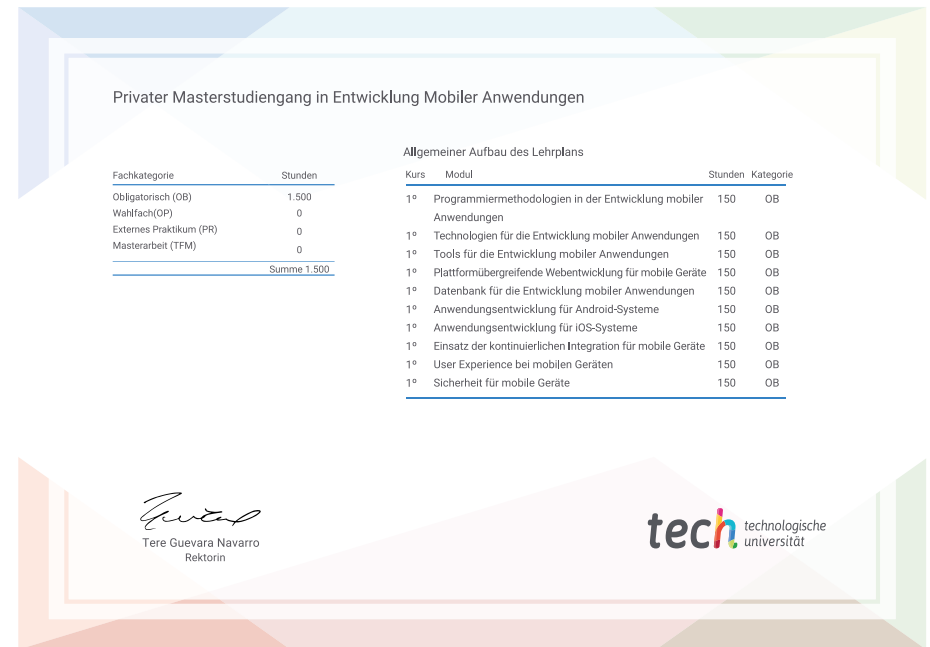 Privater Masterstudiengang in Entwicklung Mobiler Anwendungen
Fachkategorie Stunden
Obligatorisch (OB) 1.500
Wahlfach(OP) 0
Externes Praktikum (PR) 0
Masterarbeit (TFM) 0
Summe 1.500
Allgemeiner Aufbau des Lehrplans
Kurs Modul Stunden Kategorie
1º Programmiermethodologien in der Entwicklung mobiler 150 OB
Anwendungen
1º Technologien für die Entwicklung mobiler Anwendungen 150 OB
1º Tools für die Entwicklung mobiler Anwendungen 150 OB
1º Plattformübergreifende Webentwicklung für mobile Geräte 150 OB
1º Datenbank für die Entwicklung mobiler Anwendungen 150 OB
1º Anwendungsentwicklung für Android-Systeme 150 OB
1º Anwendungsentwicklung für iOS-Systeme 150 OB
1º Einsatz der kontinuierlichen Integration für mobile Geräte 150 OB
1º User Experience bei mobilen Geräten 150 OB
1º Sicherheit für mobile Geräte 150 OB
Tere Guevara Navarro
Rektorin
tech technologische
universität